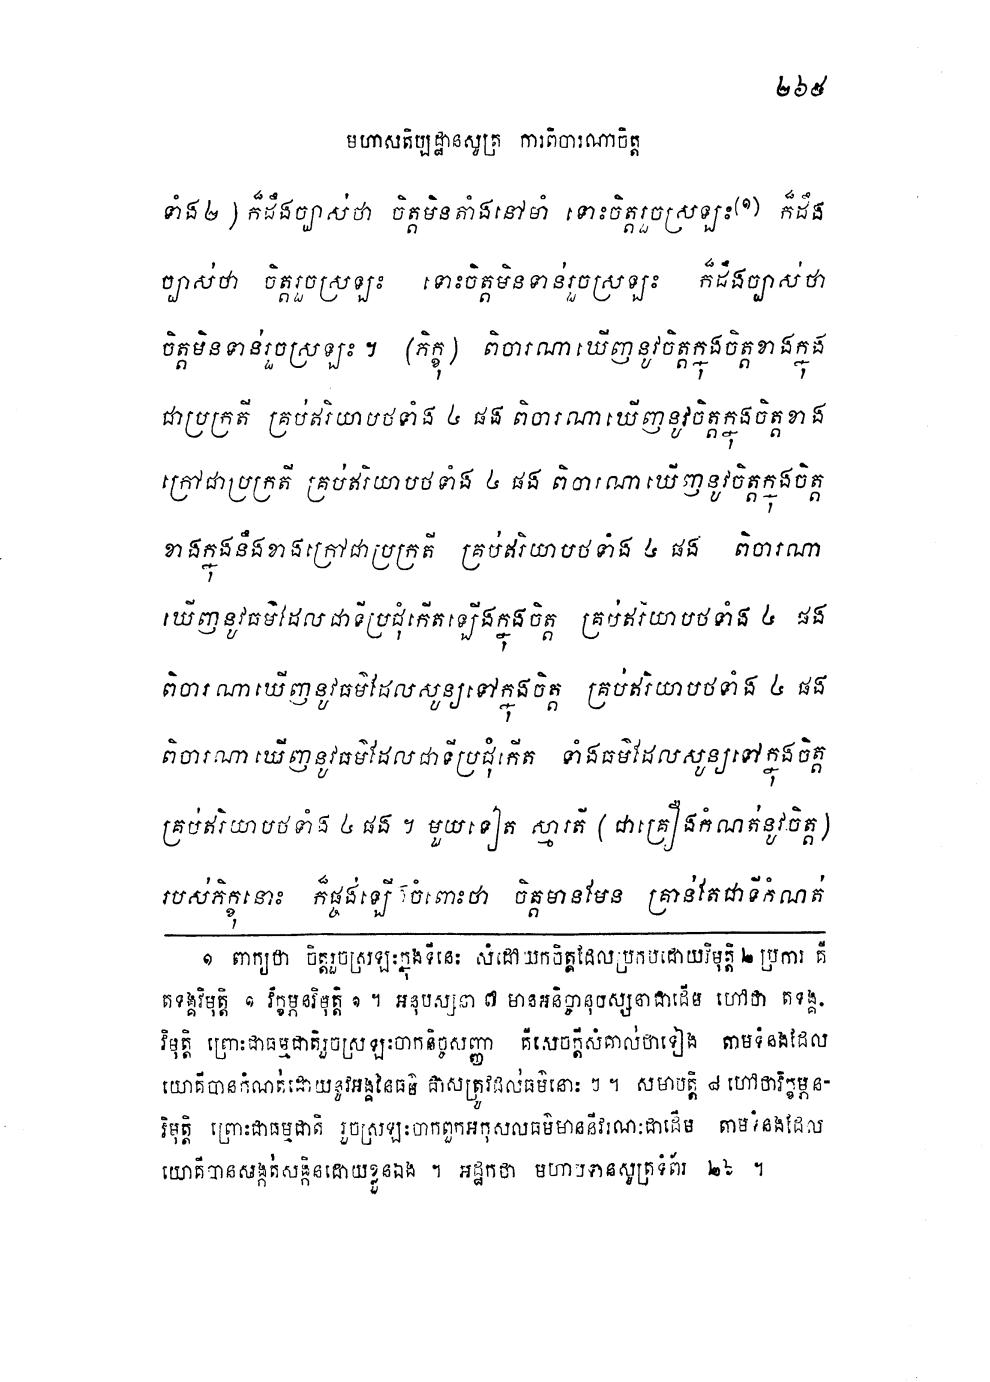 ២៦៥
មហាសតិប្បដ្ឋានសូត្រ ការពិចារណាចិត្ត
ទាំង២ ) ក៏ដឹងច្បាស់ថា ចិត្តមិនតាំងនៅមាំ ទោះចិត្តរួចស្រឡះ(១) ក៏ដឹង
ច្បាស់ថា ចិត្តរួចស្រឡះ ទោះចិត្តមិនទាន់រួចស្រឡះ ក៏ដឹងច្បាស់ថា
ចិត្តមិនទាន់រួចស្រឡះ ។ (ភិក្ខុ) ពិចារណាឃើញនូវចិត្តក្នុងចិត្តខាងក្នុង
ជាប្រក្រតី គ្រប់ឥរិយាបថទាំង ៤ ផង ពិចារណាឃើញនូវចិត្តក្នុងចិត្តខាង
ក្រៅជាប្រក្រតី គ្រប់ឥរិយាបថទាំង ៤ ផង ពិចារណាឃើញនូវចិត្តក្នុងចិត្ត
ខាងក្នុងនឹងខាងក្រៅជាប្រក្រតី គ្រប់ឥរិយាបថទាំង ៤ ផង ពិចារណា
ឃើញនូវធម៌ដែលជាទីប្រជុំកើតឡើងក្នុងចិត្ត គ្រប់ឥរិយាបថទាំង ៤ ផង
ពិចារណាឃើញនូវធម៌ដែលសូន្យទៅក្នុងចិត្ត គ្រប់ឥរិយាបថទាំង ៤ ផង
ពិចារណាឃើញនូវធម៌ដែលជាទីប្រជុំកើត ទាំងធម៌ដែលសូន្យទៅក្នុងចិត្ត
គ្រប់ឥរិយាបថទាំង ៤ ផង ។ មួយទៀត ស្មារតី ( ជាគ្រឿងកំណត់នូវចិត្ត )
របស់ភិក្ខុនោះ ក៏ផ្ចង់ឡើងចំពោះថា ចិត្តមានមែន គ្រាន់តែជាទីកំណត់
១ ពាក្យថា ចិត្តរួចស្រឡះក្នុងទីនេះ សំដៅយកចិត្តដែលប្រកបដោយវិមុត្តិ ២ ប្រការ គឺ
តទង្គវិមុត្តិ ១ វិក្ខម្ភនវិមុត្តិ ១ ។ អនុបស្សនា ៧ មានអនិច្ចានុបស្សនាជាដើម ហៅថា តទង្គ-
វិមុត្តិ ព្រោះជាធម្មជាតិរួចស្រឡះចាកនិច្ចសញ្ញា គឺសេចក្តីសំគាល់ថាទៀង តាមទំនងដែល
យោគីបានកំណត់ដោយនូវអង្គនៃធម៌ ជាសត្រូវដល់ធម៌នោះ ៗ ។ សមាបត្តិ ៨ ហៅថាវិក្ខម្ភន-
វិមុត្តិ ព្រោះជាធម្មជាតិ រួចស្រឡះចាកពួកអកុសលធម៌មាននីវរណៈជាដើម តាមទំនងដែល
យោគីបានសង្កត់សង្កិនដោយខ្លួនឯង ។ អដ្ឋកថា មហាបទានសូត្រទំព័រ ២៦ ។